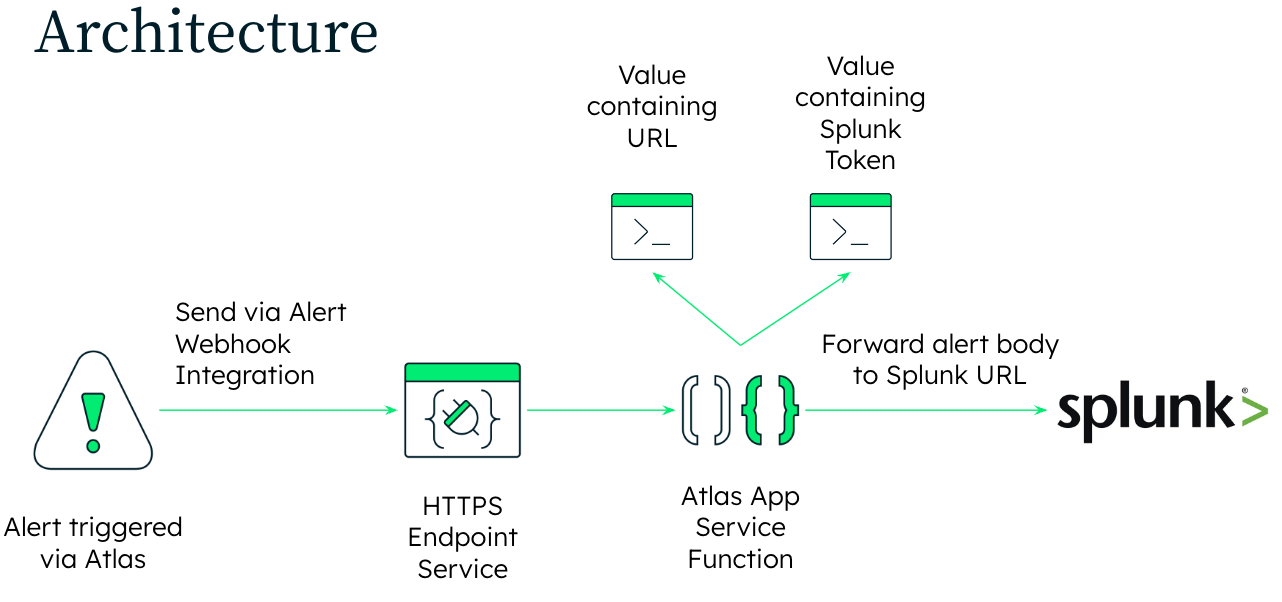 Architecture
Value
containing
URL
Value
containing
Splunk
Token
>_
>_
Send via Alert
Webhook
Integration
Forward alert body
to Splunk URL
splunk>®
Alert triggered
via Atlas
HTTPS
Endpoint
Service
Atlas App
Service
Function